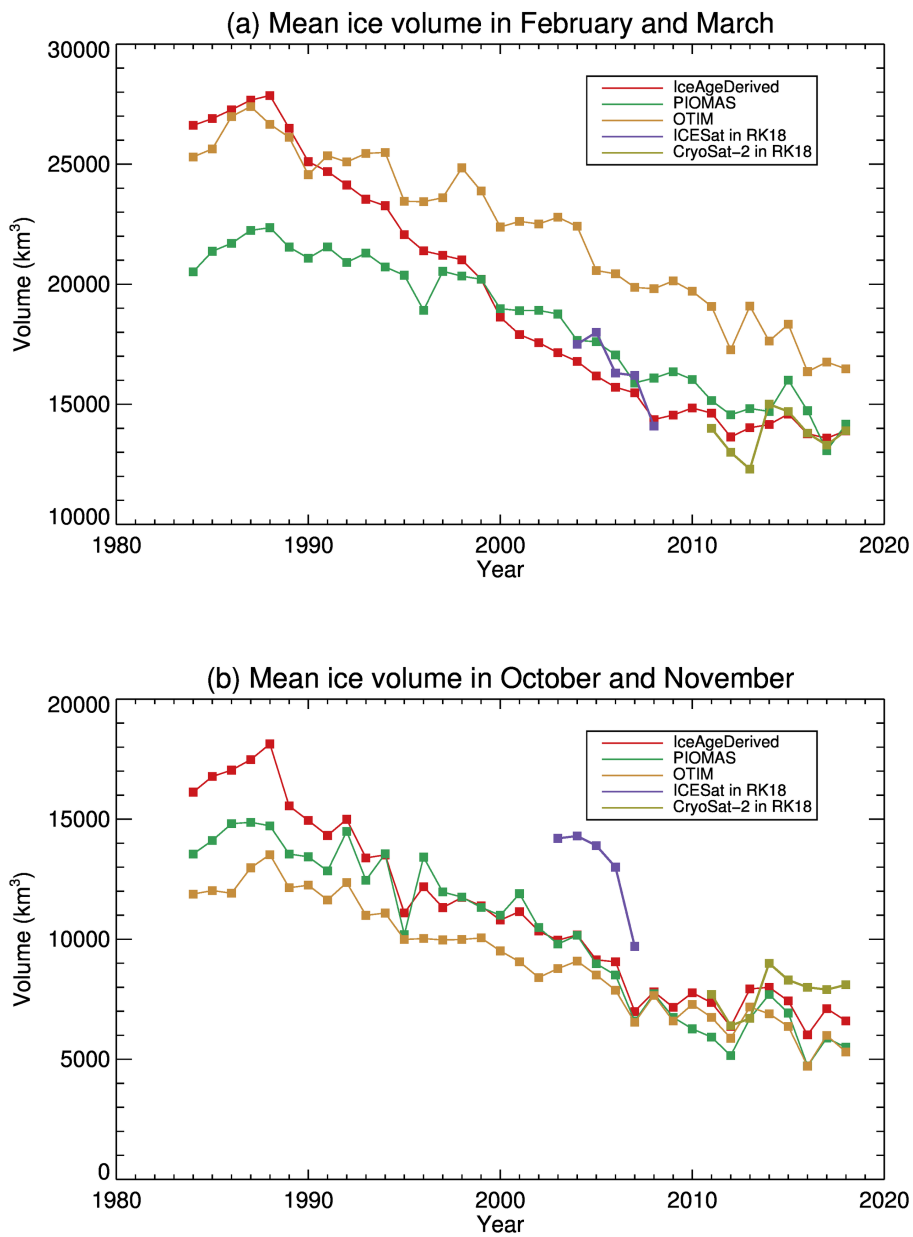 (a) Mean ice volume in February and March
30000
25000
20000
15000
10000
Volume (km³)
IceAgeDerived
PIOMAS
OTIM
ICESat in RK18
CryoSat-2 in RK18
1980
1990
2000
2010
2020
Year
(b) Mean ice volume in October and November
20000
15000
10000
5000
0
Volume (km³)
IceAgeDerived
PIOMAS
OTIM
ICESat in RK18
CryoSat-2 in RK18
1980
1990
2000
2010
2020
Year